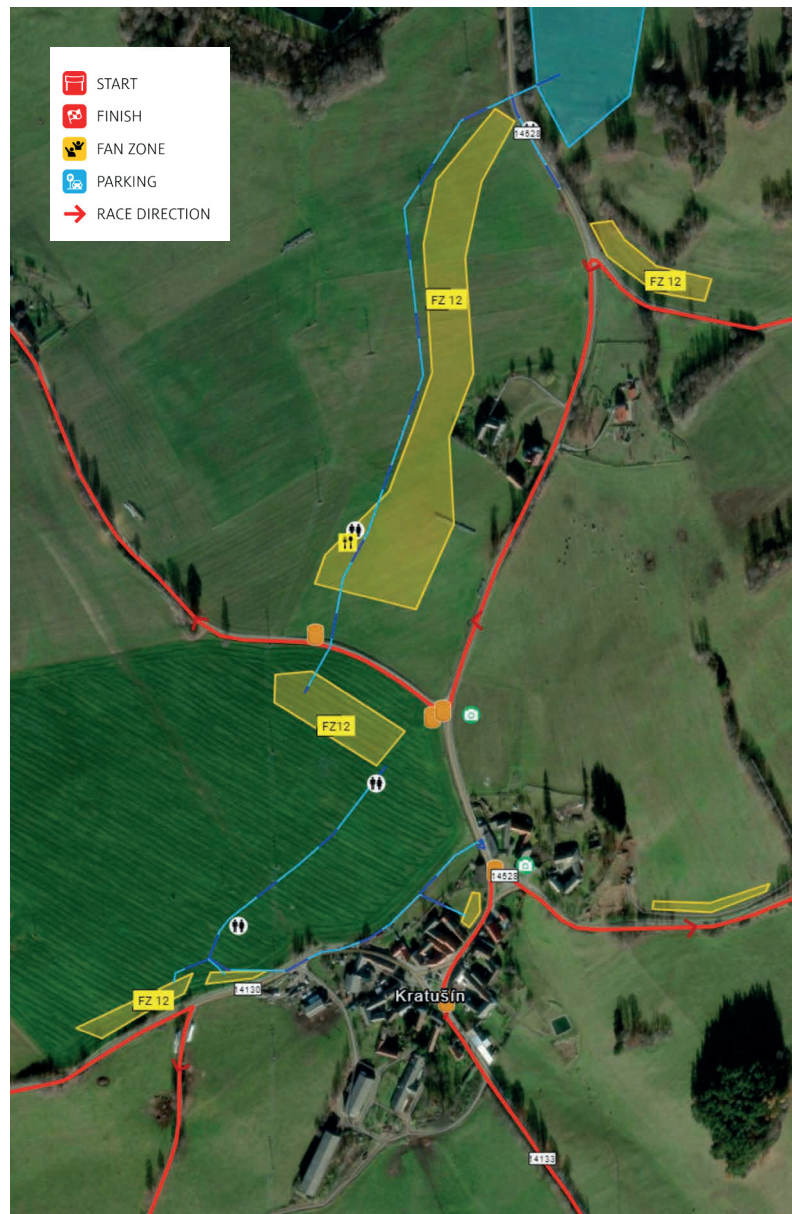 START
FINISH
FAN ZONE
PARKING
RACE DIRECTION
14528
FZ 12
FZ 12
FZ12
14528
FZ 12
14130
Kratušín
14133